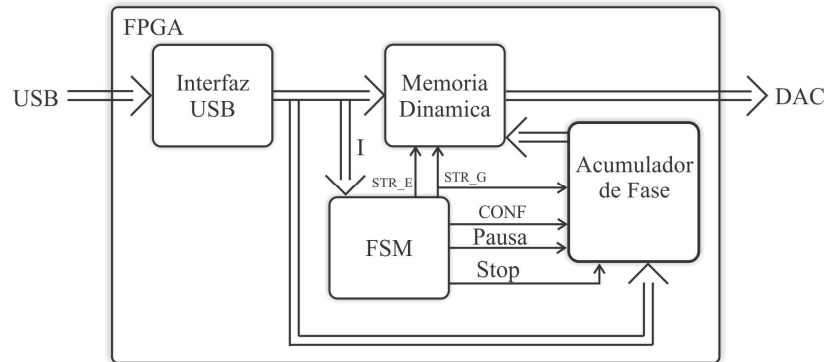 FPGA
USB
Interfaz
USB
Memoria
Dinamica
DAC
I
STR_E
STR_G
Acumulador
de Fase
FSM
CONF
Pausa
Stop